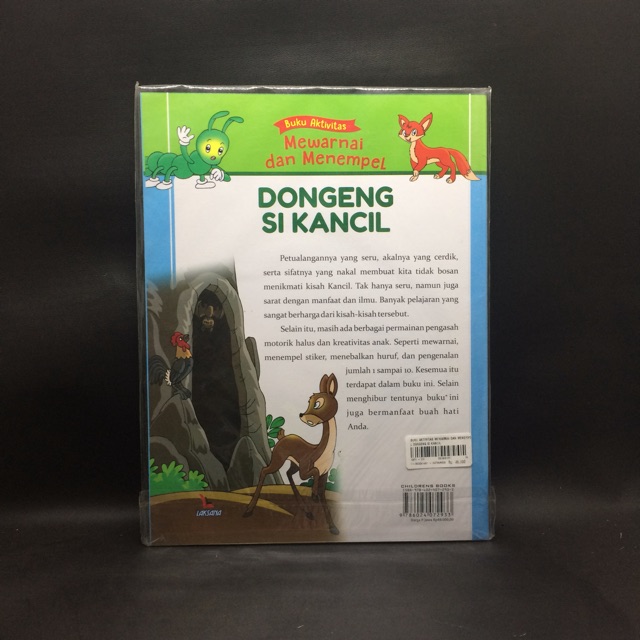 Buku Aktivitas
Mewarnai
dan Menempel
DONGENG
SI KANCIL
Petualangannya yang seru, akalnya yang cerdik,
serta sifatnya yang nakal membuat kita tidak bosan
menikmati kisah Kancil. Tak hanya seru, namun juga
sarat dengan manfaat dan ilmu. Banyak pelajaran yang
sangat berharga dari kisah-kisah tersebut.
Selain itu, masih ada berbagai permainan pengasah
motorik halus dan kreativitas anak. Seperti mewarnai,
menempel stiker, menebalkan huruf, dan pengenalan
jumlah 1 sampai 10. Kesemua itu
terdapat dalam buku ini. Selain
menghibur tentunya buku ini
juga bermanfaat buah hati
Anda.
LAKSANA
CHILDRENS BOOKS